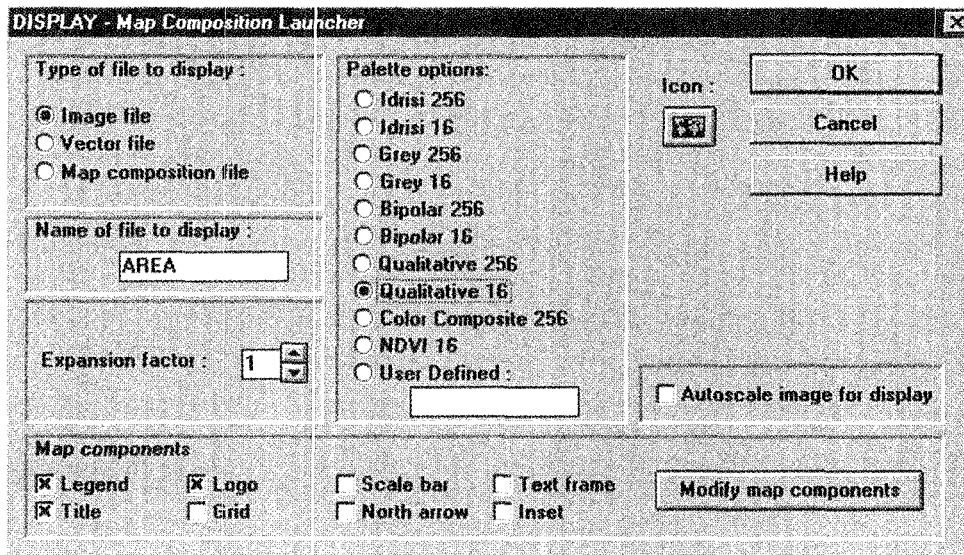 DISPLAY - Map Composition Launcher
Type of file to display :
Image file
Vector file
Map composition file
Name of file to display :
AREA
Expansion factor : 1
Palette options:
Idrisi 256
Idrisi 16
Grey 256
Grey 16
Bipolar 256
Bipolar 16
Qualitative 256
Qualitative 16
Color Composite 256
NDVI 16
User Defined :
Icon :
OK
Cancel
Help
Autoscale image for display
Map components
Legend Logo Scale bar Text frame
Title Grid North arrow Inset
Modify map components